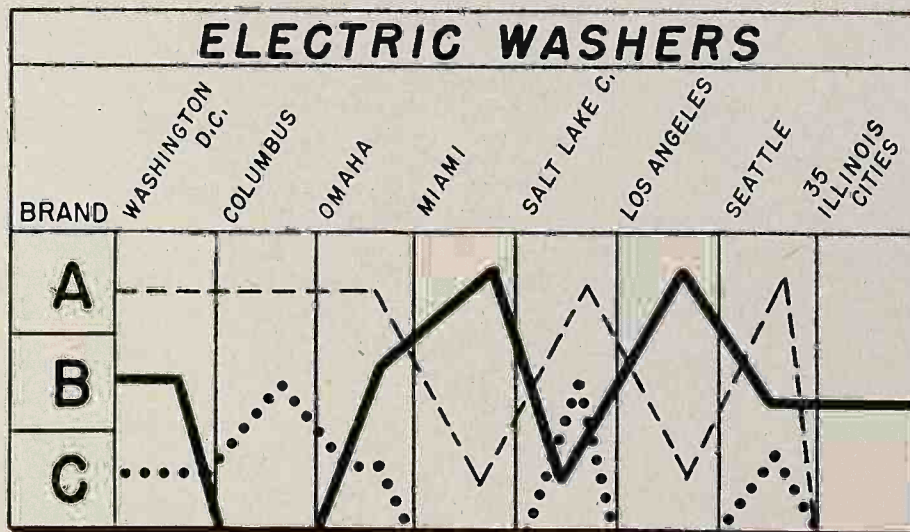 ELECTRIC WASHERS
BRAND
WASHINGTON
D.C.
COLUMBUS
OMAHA
MIAMI
SALT LAKE C.
LOS ANGELES
SEATTLE
35
ILLINOIS
CITIES
A
B
C